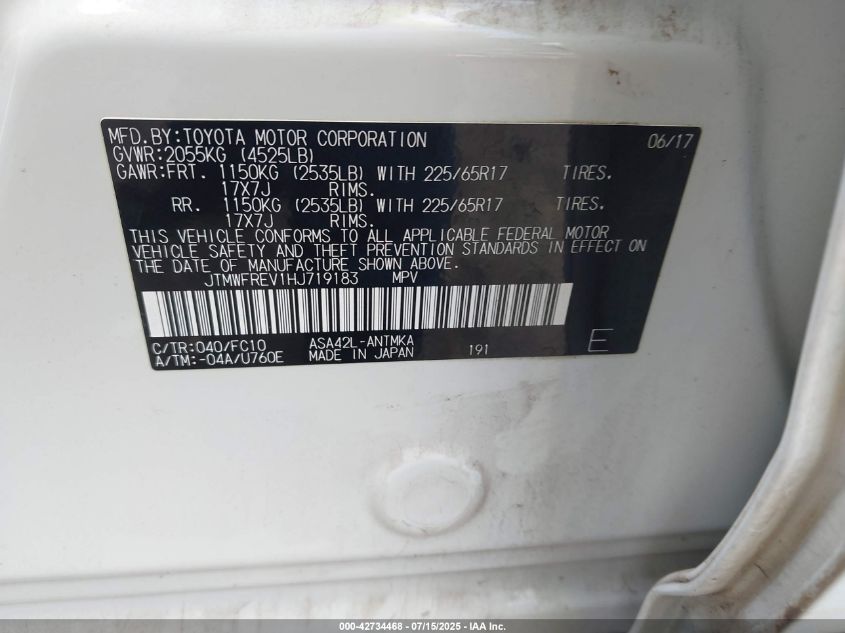 MFD.BY:TOYOTA MOTOR CORPORATION 06/17
GVWR:2055KG (4525LB)
GAWR:FRT. 1150KG (2535LB) WITH 225/65R17 TIRES.
17X7J RIMS.
RR. 1150KG (2535LB) WITH 225/65R17 TIRES.
17X7J RIMS.
THIS VEHICLE CONFORMS TO ALL APPLICABLE FEDERAL MOTOR
VEHICLE SAFETY AND THEFT PREVENTION STANDARDS IN EFFECT ON
THE DATE OF MANUFACTURE SHOWN ABOVE.
JTMWFREV1HJ719183 MPV
C/TR:040/FC10 ASA42L-ANTMKA
A/TM:-04A/U760E MADE IN JAPAN 191 E
000-42734468 - 07/15/2025 - IAA Inc.